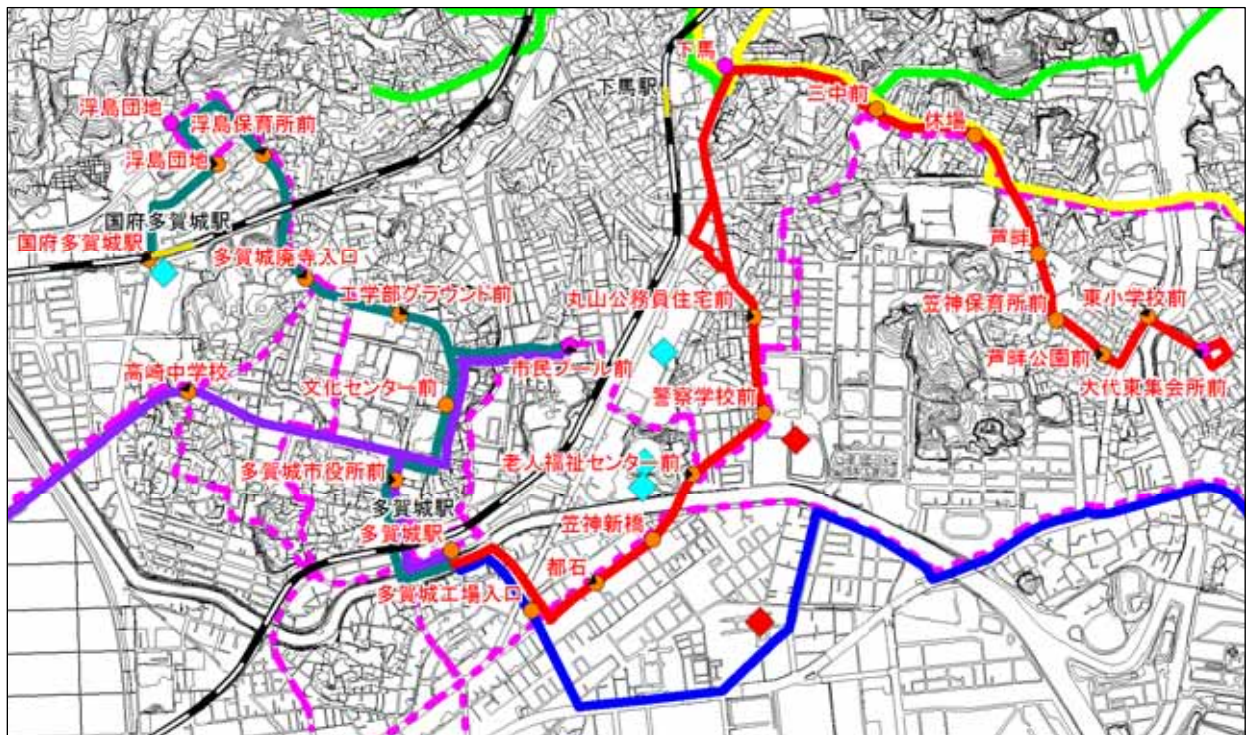 下馬
下馬駅
三中前
休場
浮島団地
浮島保育所前
浮島団地
国府多賀城駅
国府多賀城駅
多賀城廃寺入口
工学部グラウンド前
丸山公務員住宅前
芦畔
笠神保育所前
東小学校前
芦畔公園前
大代東集会所前
高崎中学校
文化センター前
市民プール前
警察学校前
多賀城市役所前
老人福祉センター前
多賀城駅
多賀城駅
笠神新橋
都石
多賀城工場入口